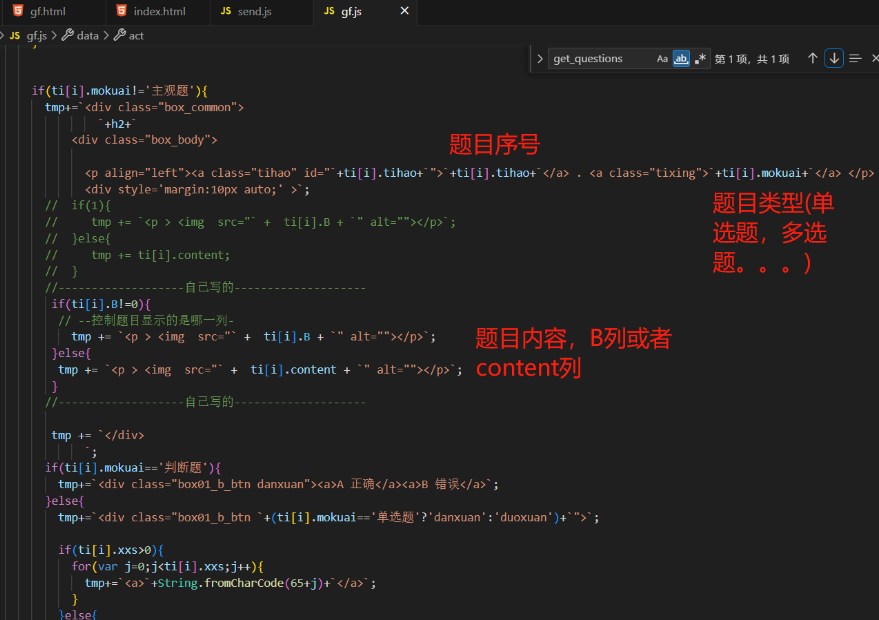 gf.html
index.html
JS send.js
JS gf.js
JS gf.js > data > act
get_questions
Aa ab .*
第 1 项，共 1 项
if(ti[i].mokuai!='主观题'){
tmp+=`<div class="box_common">
`+h2+`
<div class="box_body">
题目序号
<p align="left"><a class="tihao" id="`+ti[i].tihao+`">`+ti[i].tihao+`</a> . <a class="tixing">`+ti[i].mokuai+`</a> </p>
<div style='margin:10px auto;' >`;
题目类型(单
选题，多选
题。。。)
// if(1){
// tmp += `<p > <img src="` + ti[i].B + `" alt=""></p>`;
// }else{
// tmp += ti[i].content;
// }
//-------------------自己写的--------------------
if(ti[i].B!=0){
// --控制题目显示的是哪一列-
tmp += `<p > <img src="` + ti[i].B + `" alt=""></p>`;
}else{
tmp += `<p > <img src="` + ti[i].content + `" alt=""></p>`;
}
题目内容，B列或者
content列
//-------------------自己写的--------------------
tmp += `</div>
`;
if(ti[i].mokuai=='判断题'){
tmp+=`<div class="box01_b_btn danxuan"><a>A 正确</a><a>B 错误</a>`;
}else{
tmp+=`<div class="box01_b_btn `+(ti[i].mokuai=='单选题'?'danxuan':'duoxuan')+`">`;
if(ti[i].xxs>0){
for(var j=0;j<ti[i].xxs;j++){
tmp+=`<a>`+String.fromCharCode(65+j)+`</a>`;
}
}else{